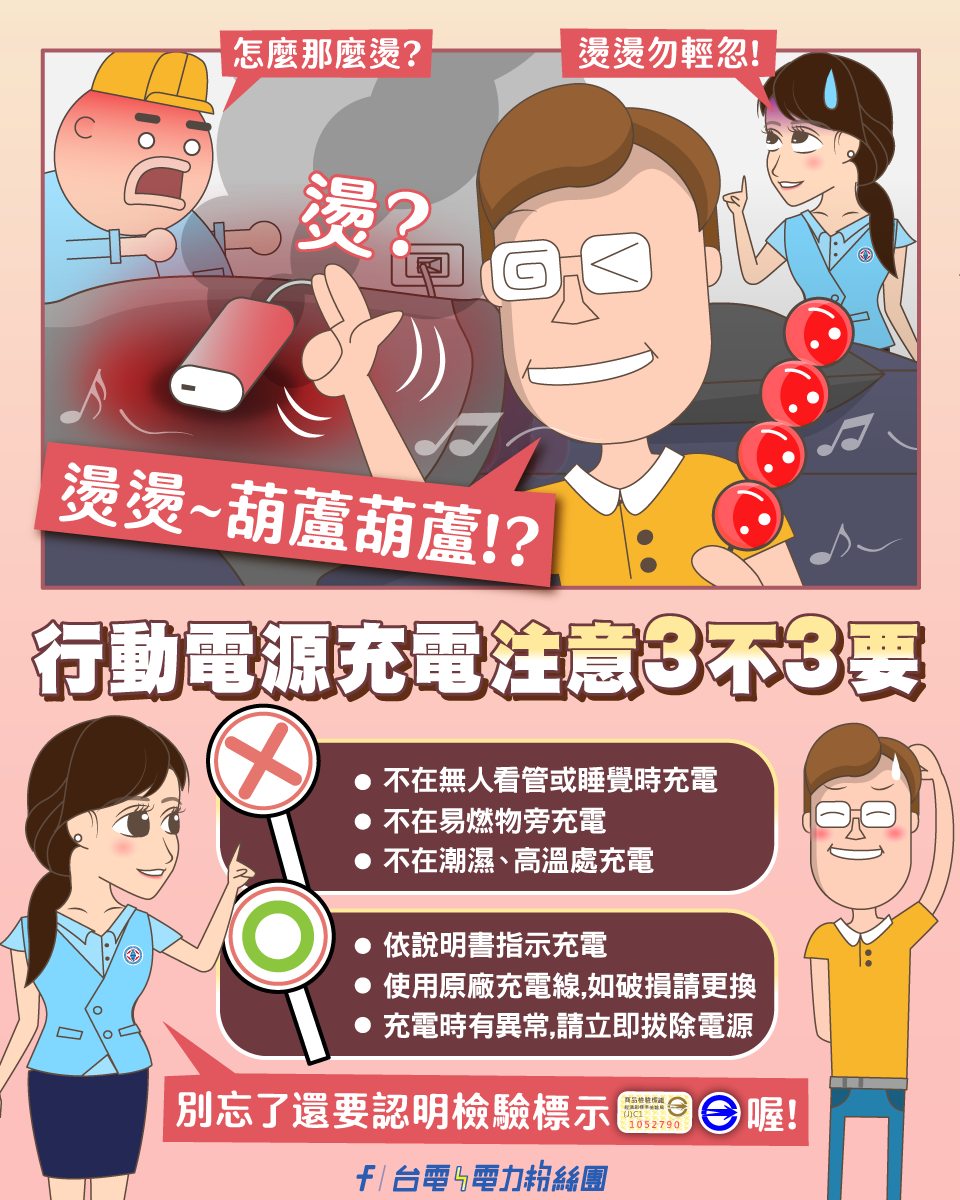 怎麼那麼燙?
燙燙勿輕忽!
燙?
燙燙~葫蘆葫蘆!?
行動電源充電注意3不3要
不在無人看管或睡覺時充電
不在易燃物旁充電
不在潮濕、高溫處充電
依說明書指示充電
使用原廠充電線,如破損請更換
充電時有異常,請立即拔除電源
別忘了還要認明檢驗標示
商品檢驗標識
1052790
喔!
f/台電電力粉絲團